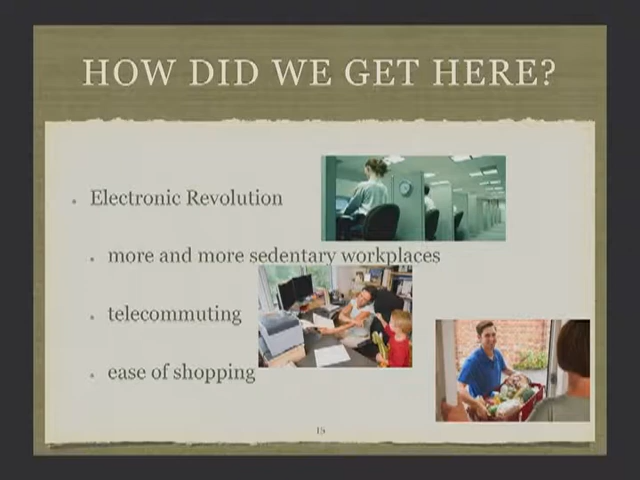 HOW DID WE GET HERE?
Electronic Revolution
more and more sedentary workplaces
telecommuting
ease of shopping
15